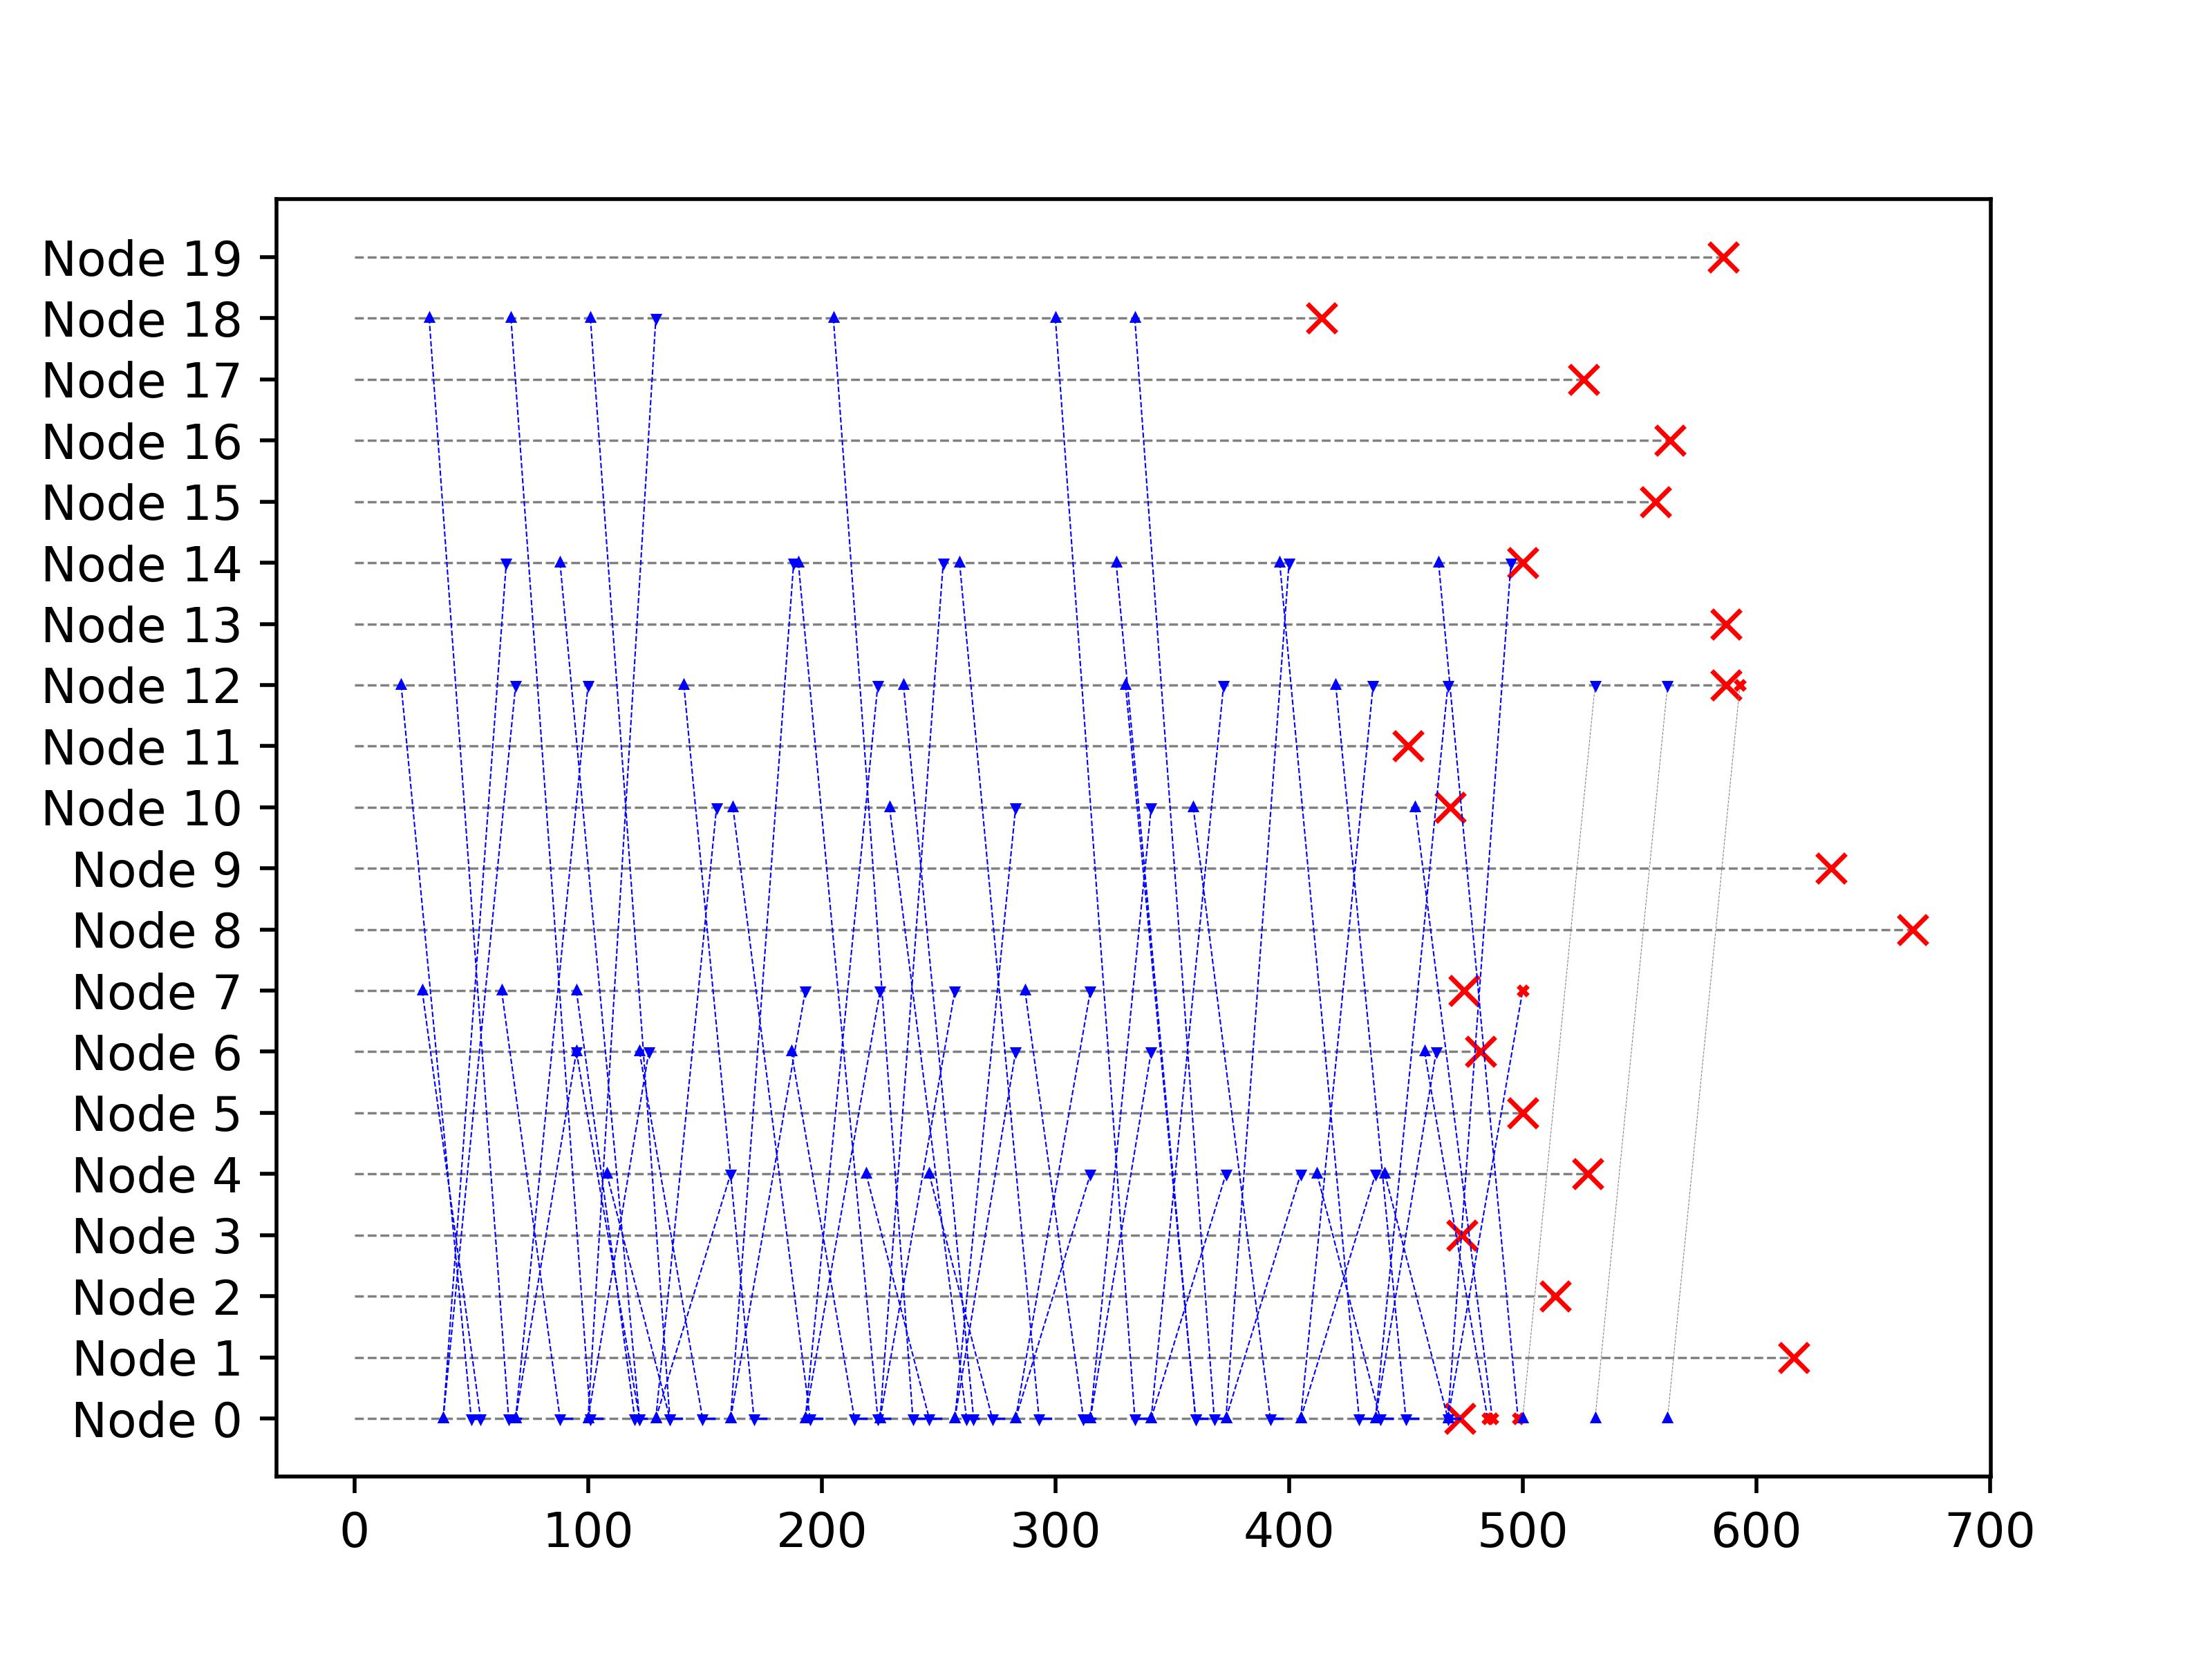 Node 19
Node 18
Node 17
Node 16
Node 15
Node 14
Node 13
Node 12
Node 11
Node 10
Node 9
Node 8
Node 7
Node 6
Node 5
Node 4
Node 3
Node 2
Node 1
Node 0
0 100 200 300 400 500 600 700